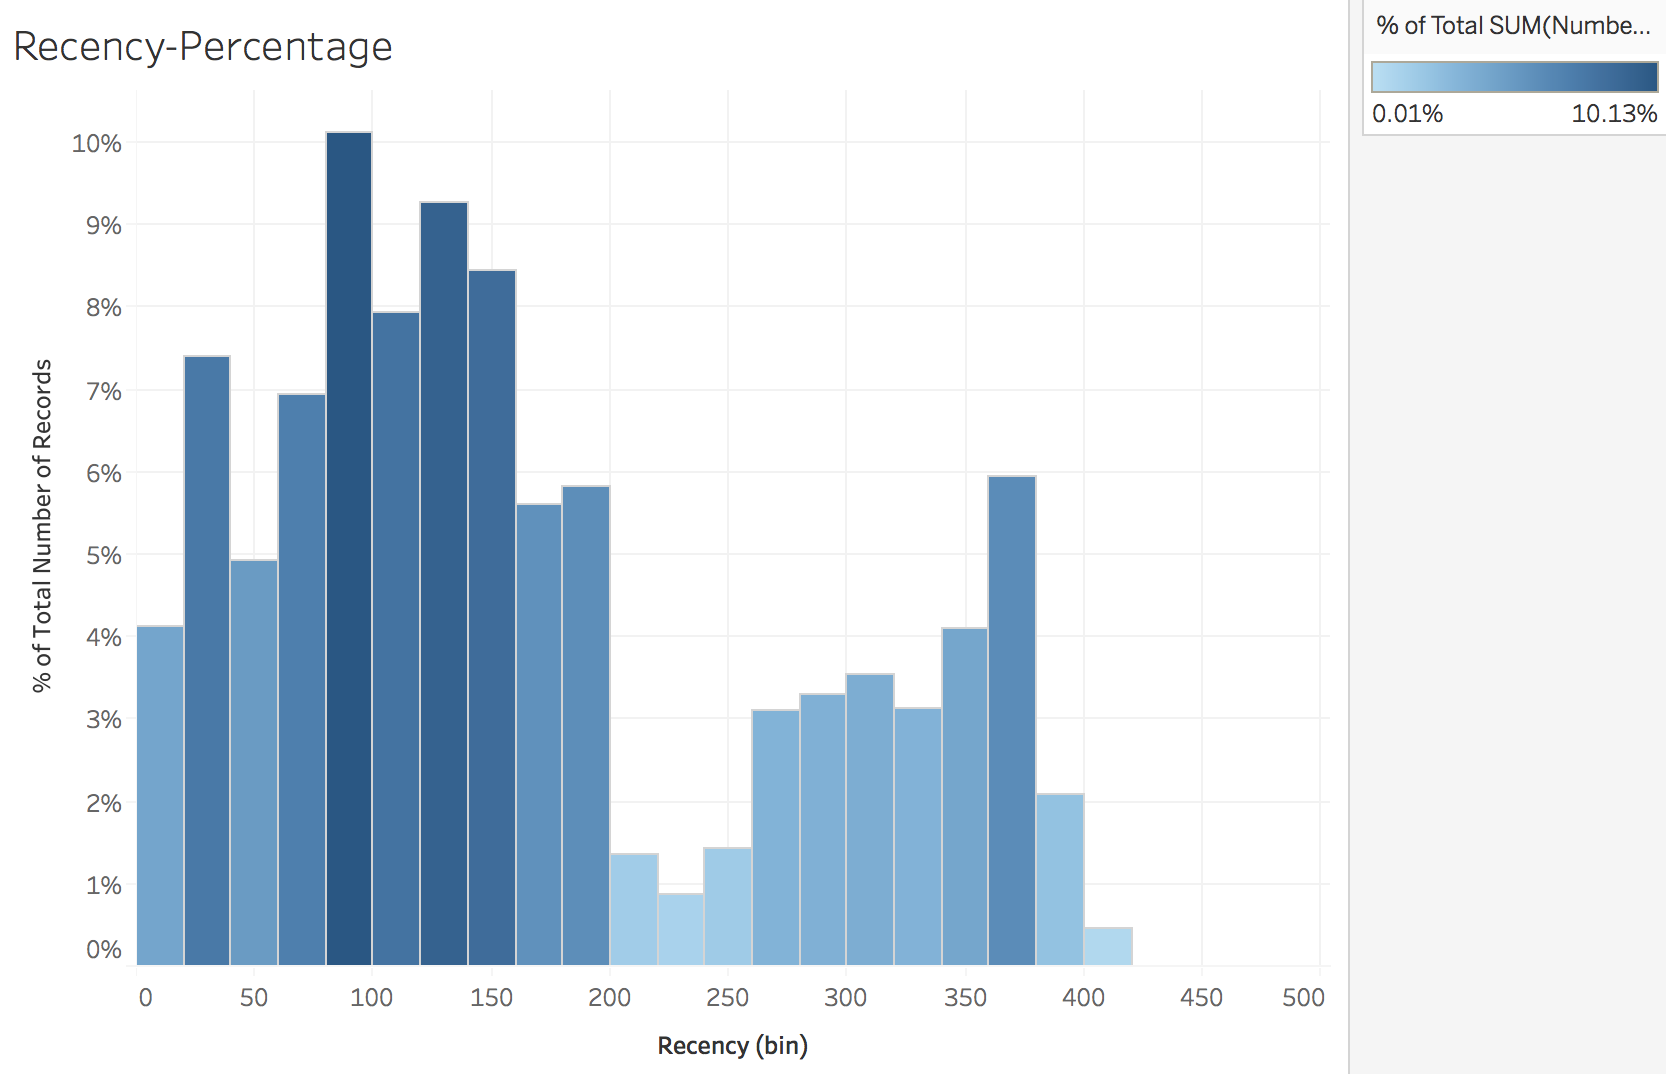 Recency-Percentage
% of Total SUM(Numbe...
0.01% 10.13%
10%
9%
8%
7%
6%
5%
4%
3%
2%
1%
0%
% of Total Number of Records
0 50 100 150 200 250 300 350 400 450 500
Recency (bin)